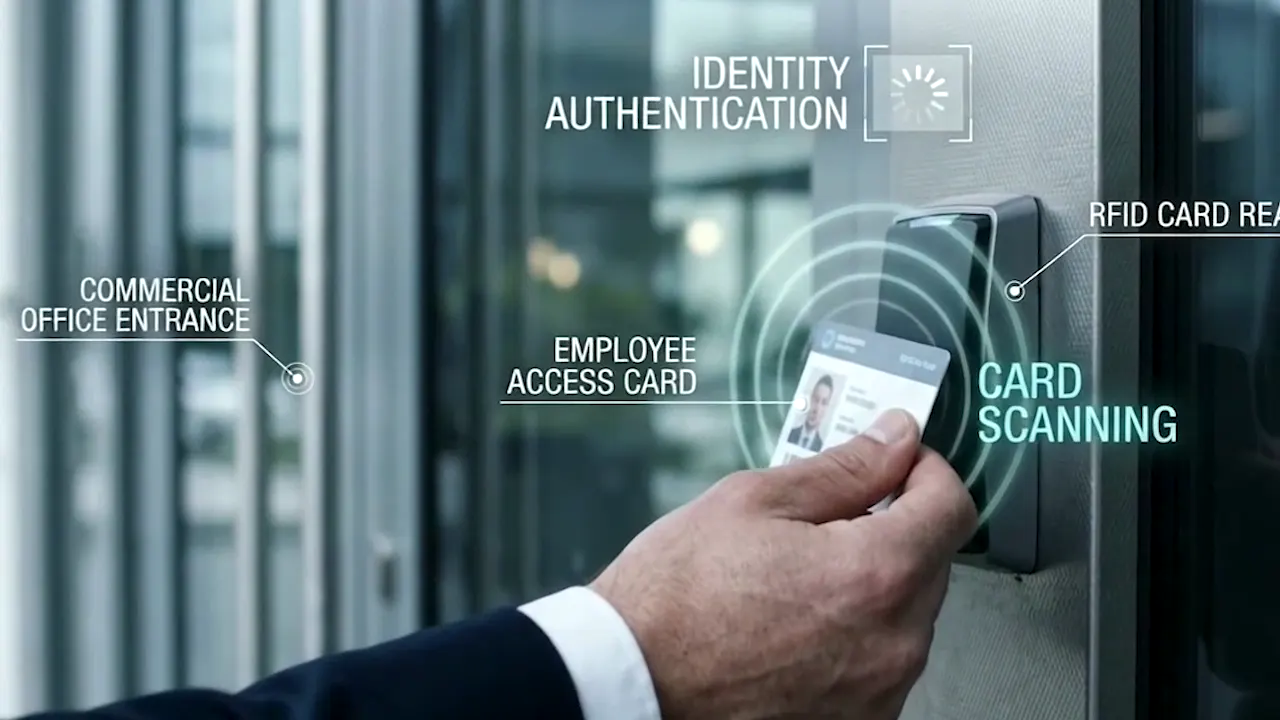 IDENTITY
AUTHENTICATION
RFID CARD REA
COMMERCIAL
OFFICE ENTRANCE
EMPLOYEE
ACCESS CARD
CARD
SCANNING